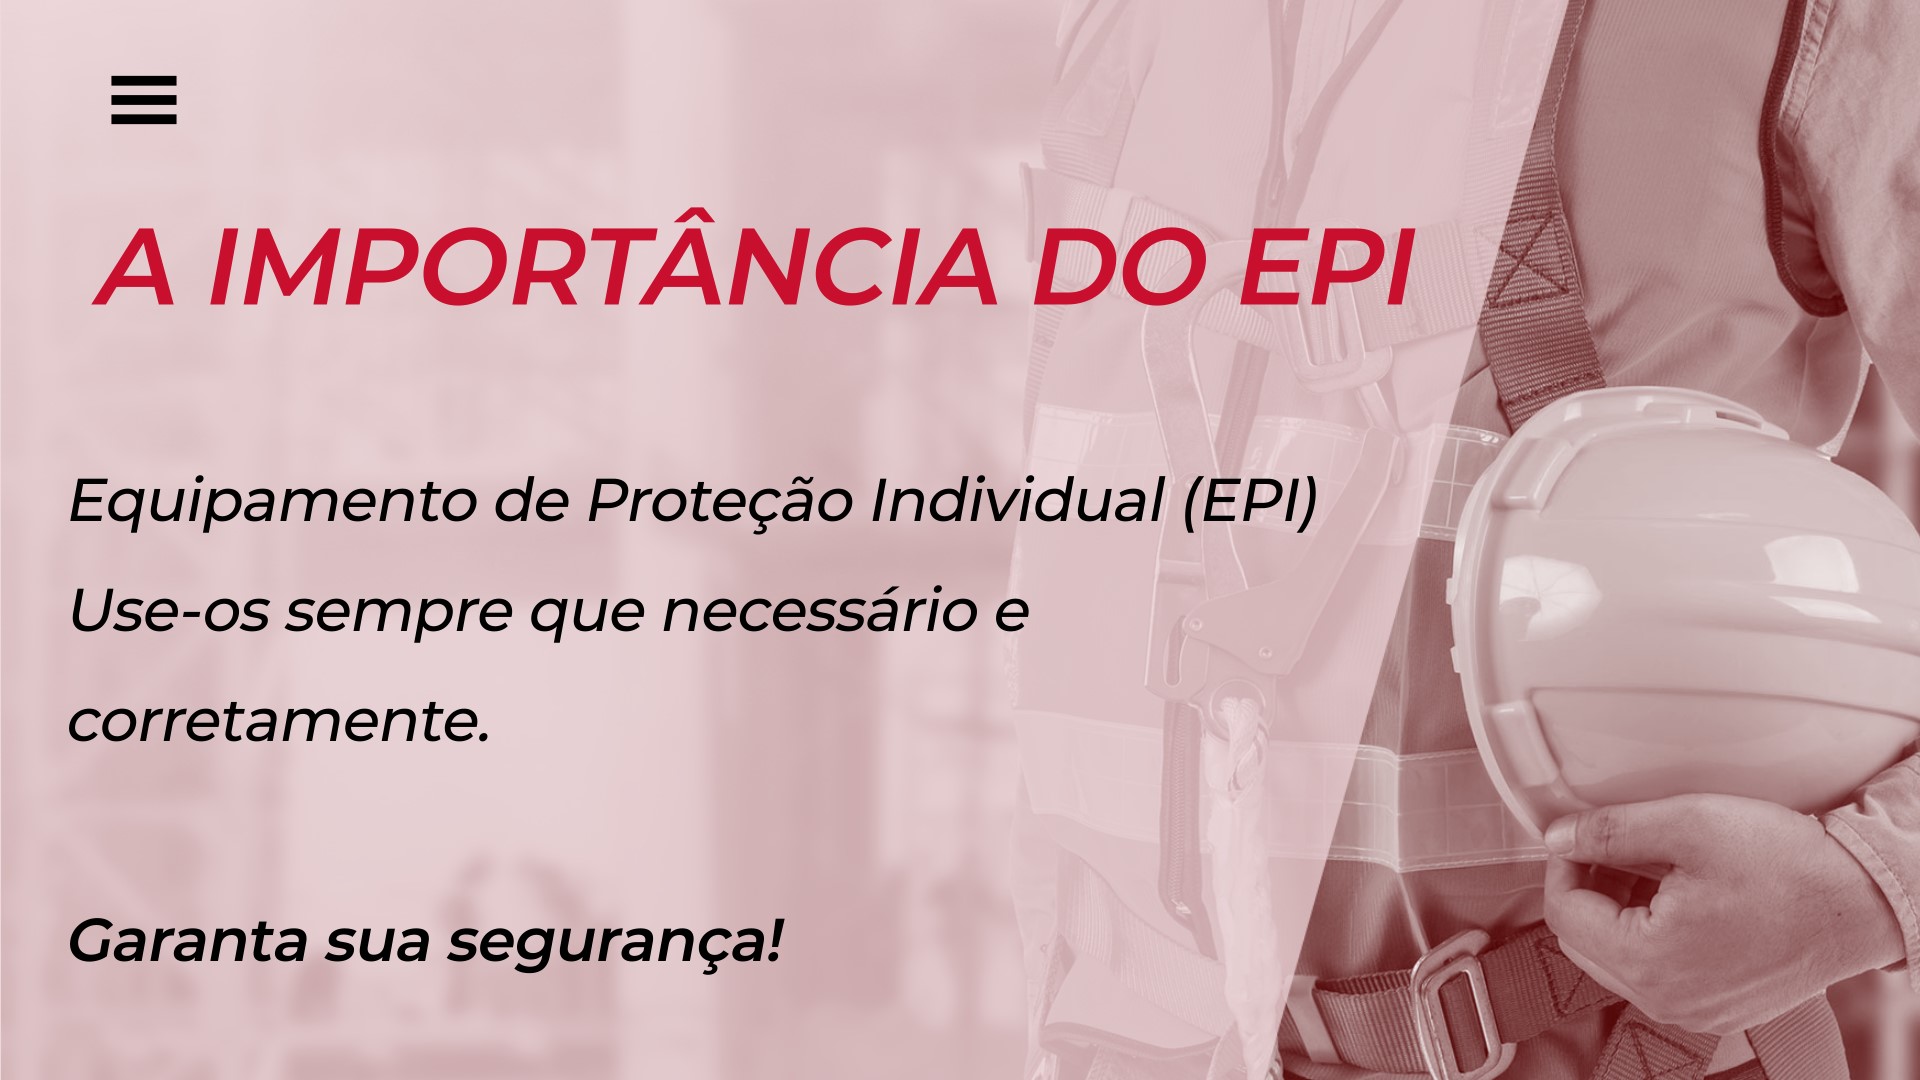 A IMPORTÂNCIA DO EPI
Equipamento de Proteção Individual (EPI)
Use-os sempre que necessário e
corretamente.
Garanta sua segurança!